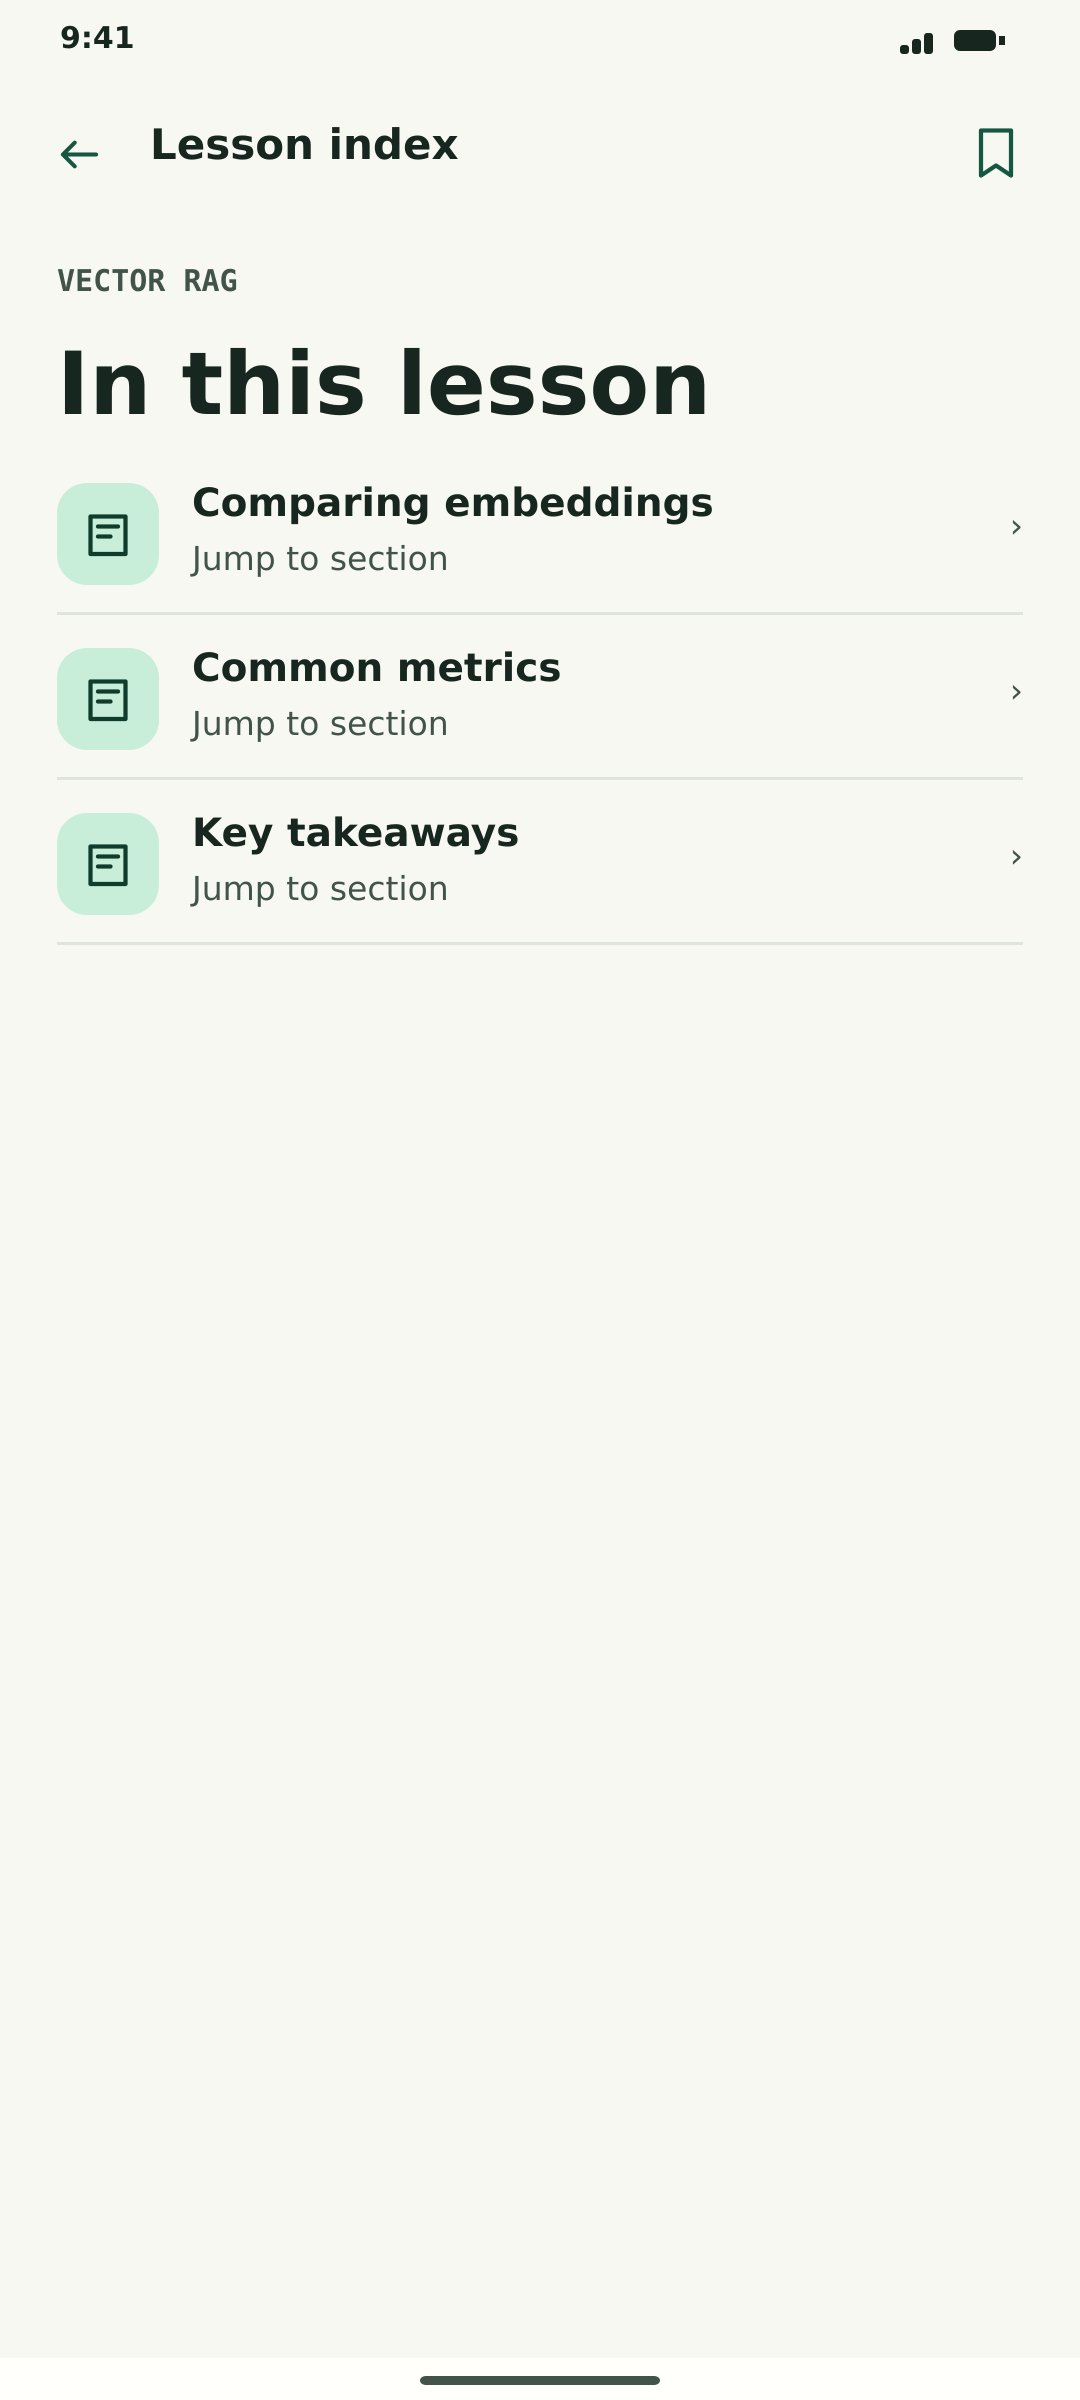 9:41
Lesson index
VECTOR RAG
In this lesson
Comparing embeddings
Jump to section
›
Common metrics
Jump to section
›
Key takeaways
Jump to section
›